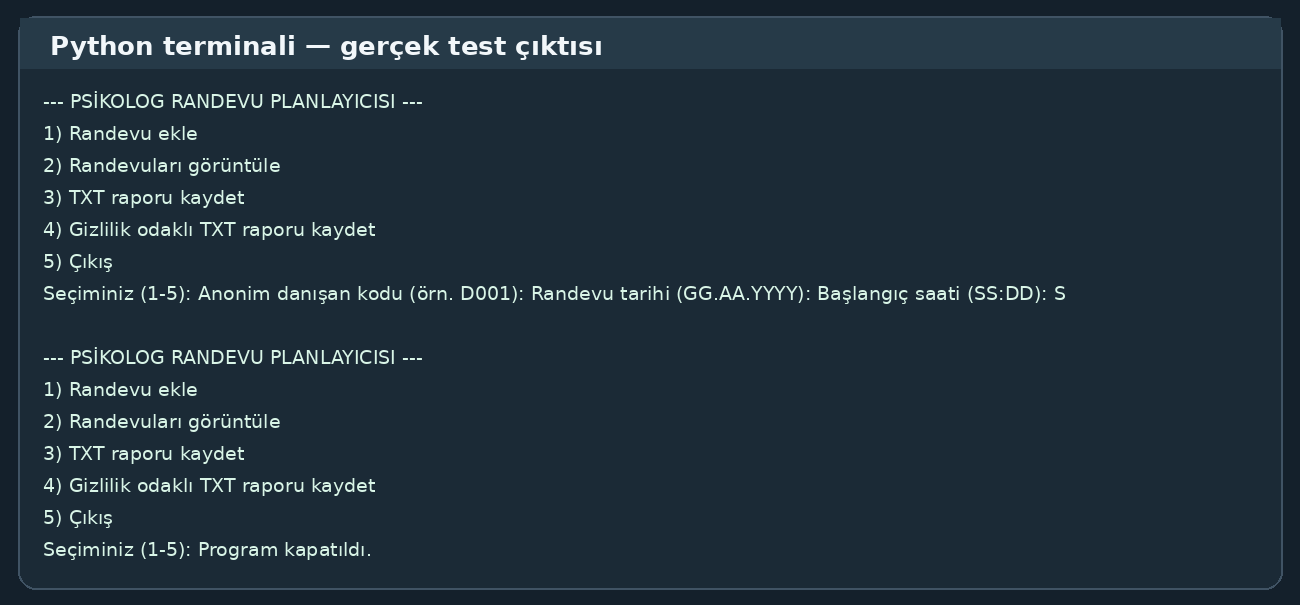 Python terminali — gerçek test çıktısı
--- PSİKOLOG RANDEVU PLANLAYICISI ---
1) Randevu ekle
2) Randevuları görüntüle
3) TXT raporu kaydet
4) Gizlilik odaklı TXT raporu kaydet
5) Çıkış
Seçiminiz (1-5): Anonim danışan kodu (örn. D001): Randevu tarihi (GG.AA.YYYY): Başlangıç saati (SS:DD): S
--- PSİKOLOG RANDEVU PLANLAYICISI ---
1) Randevu ekle
2) Randevuları görüntüle
3) TXT raporu kaydet
4) Gizlilik odaklı TXT raporu kaydet
5) Çıkış
Seçiminiz (1-5): Program kapatıldı.